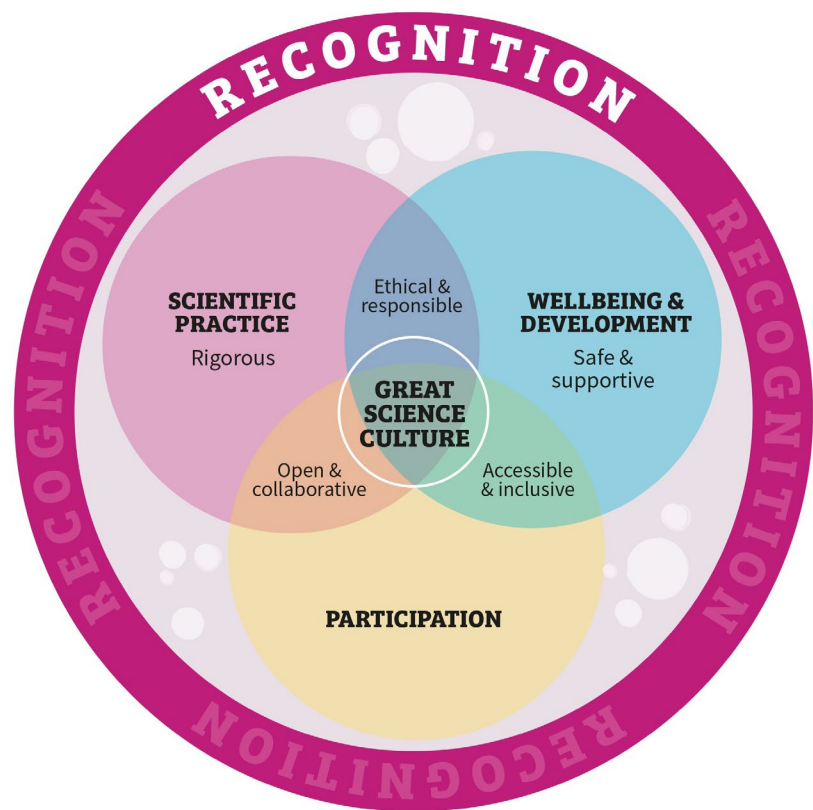 RECOGNITION
RECOGNITION
RECOGNITION
Ethical &
responsible
SCIENTIFIC
PRACTICE
Rigorous
WELLBEING &
DEVELOPMENT
Safe &
supportive
GREAT
SCIENCE
CULTURE
Open &
collaborative
Accessible
& inclusive
PARTICIPATION
RECOGNITION